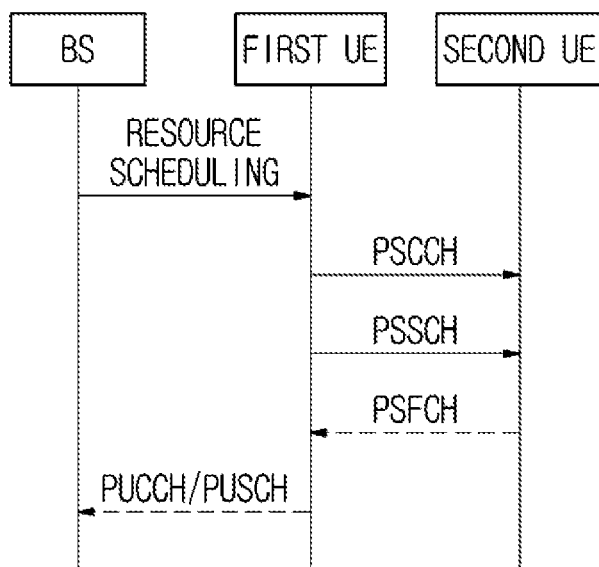 BS
FIRST UE
SECOND UE
RESOURCE
SCHEDULING
PSCCH
PSSCH
PSFCH
PUCCH/PUSCH